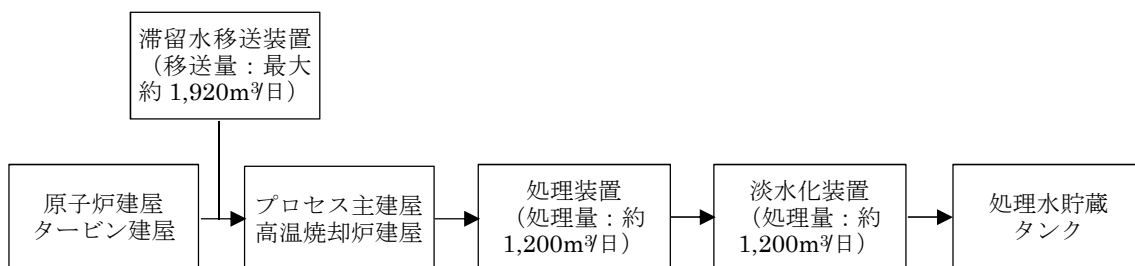 滞留水移送装置
（移送量：最大
約 1,920m³/日）
原子炉建屋
タービン建屋
プロセス主建屋
高温焼却炉建屋
処理装置
（処理量：約
1,200m³/日）
淡水化装置
（処理量：約
1,200m³/日）
処理水貯蔵
タンク